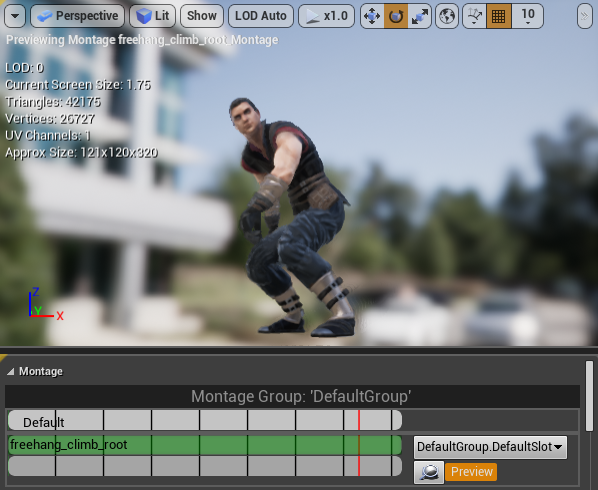 Perspective Lit Show LOD Auto x1.0 10
Previewing Montage freehang_climb_root_Montage
LOD: 0
Current Screen Size: 1.75
Triangles: 42175
Vertices: 26727
UV Channels: 1
Approx Size: 121x120x320
Z
Y
X
Montage
Montage Group: 'DefaultGroup'
Default
freehang_climb_root
DefaultGroup.DefaultSlot
Preview